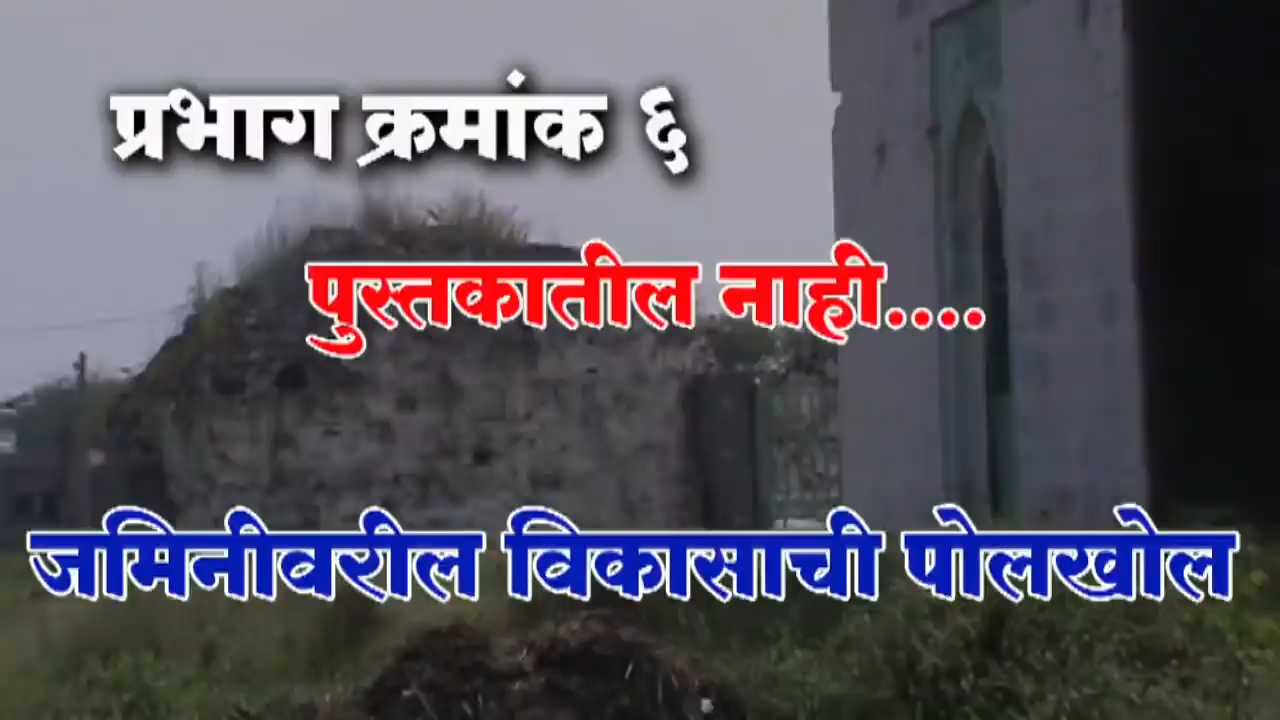 प्रभाग क्रमांक ६
पुस्तकातील नाही....
जमिनीवरील विकासाची पोलखोल